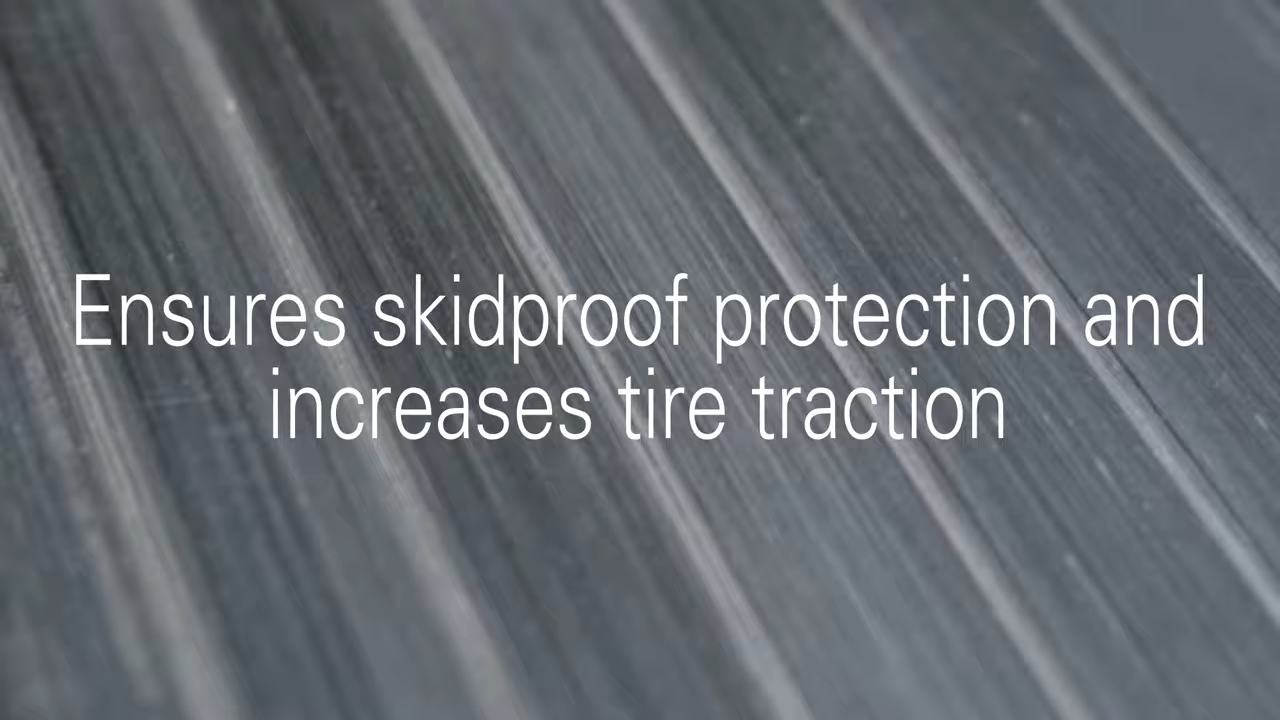 Ensures skidproof protection and
increases tire traction